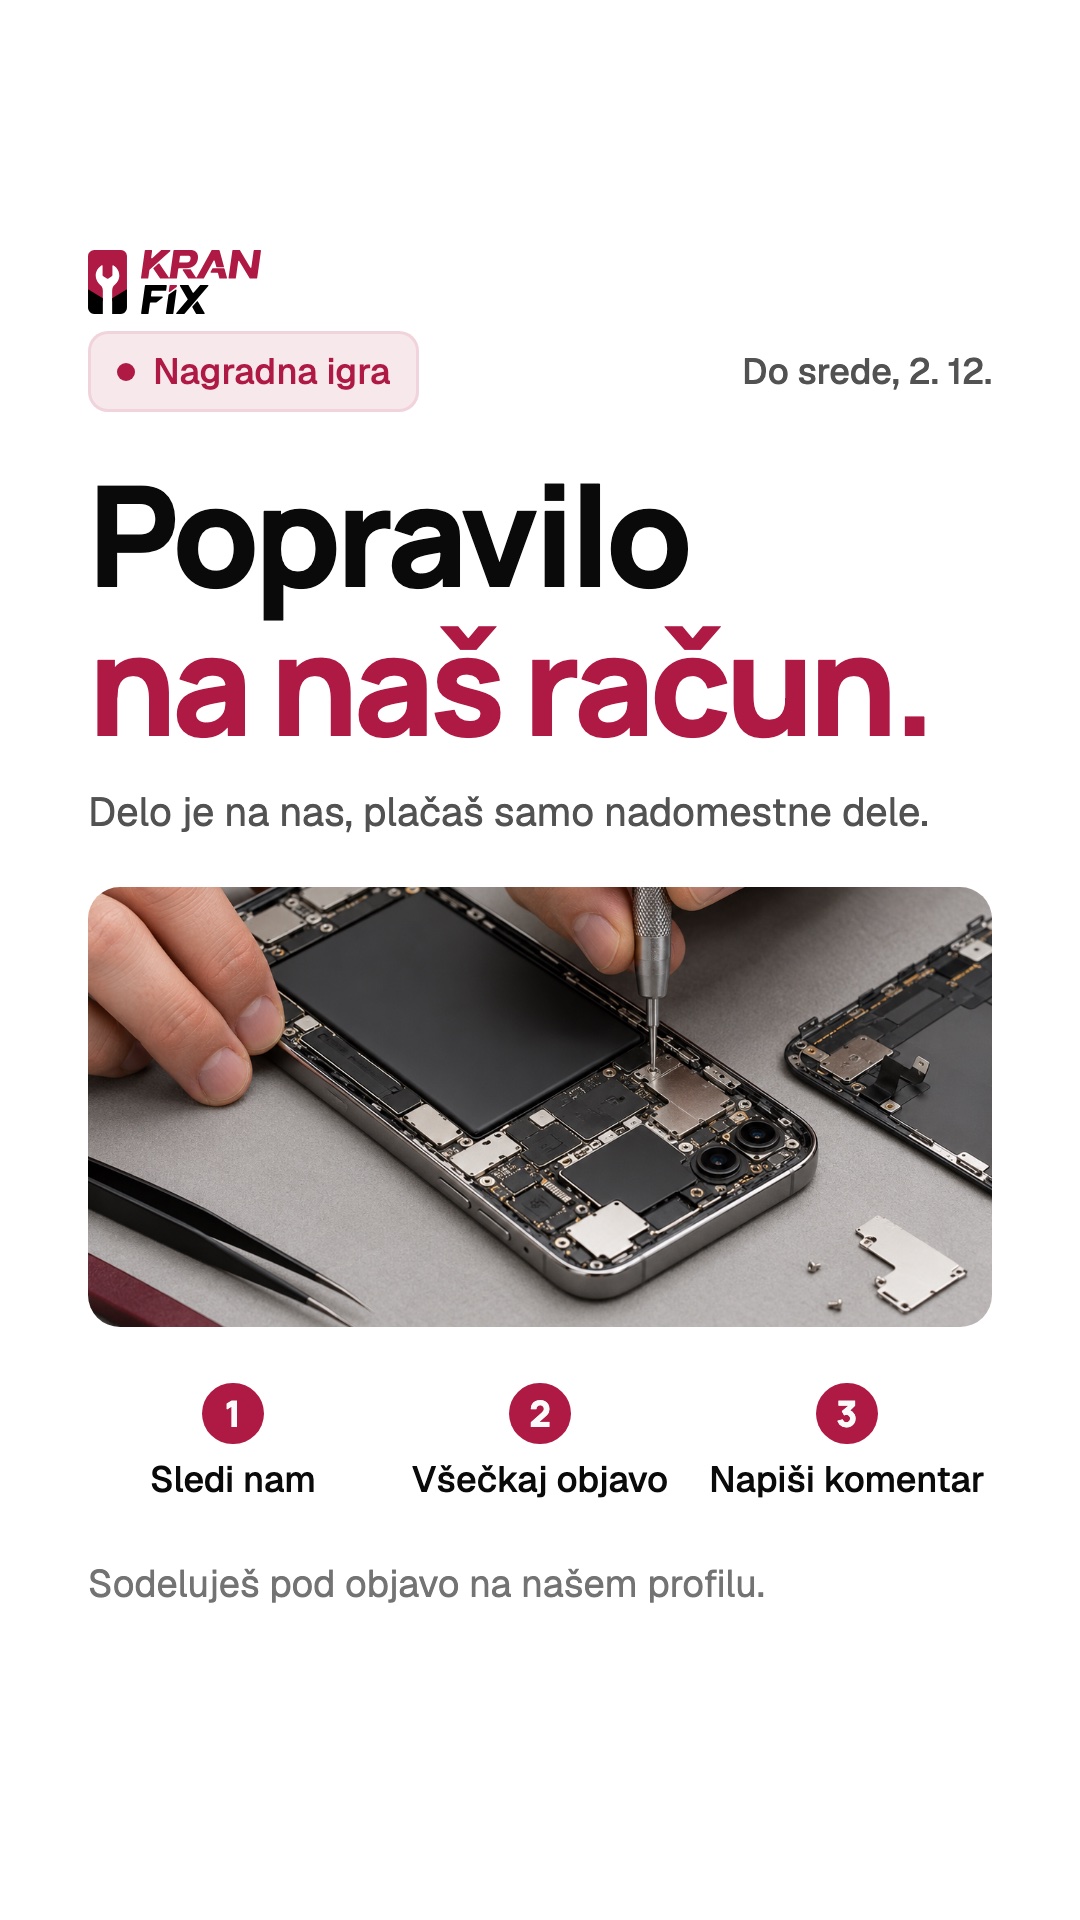 KRAN
FIX
Nagradna igra
Do srede, 2. 12.
Popravilo
na naš račun.
Delo je na nas, plačaš samo nadomestne dele.
1
Sledi nam
2
Všečkaj objavo
3
Napiši komentar
Sodeluješ pod objavo na našem profilu.